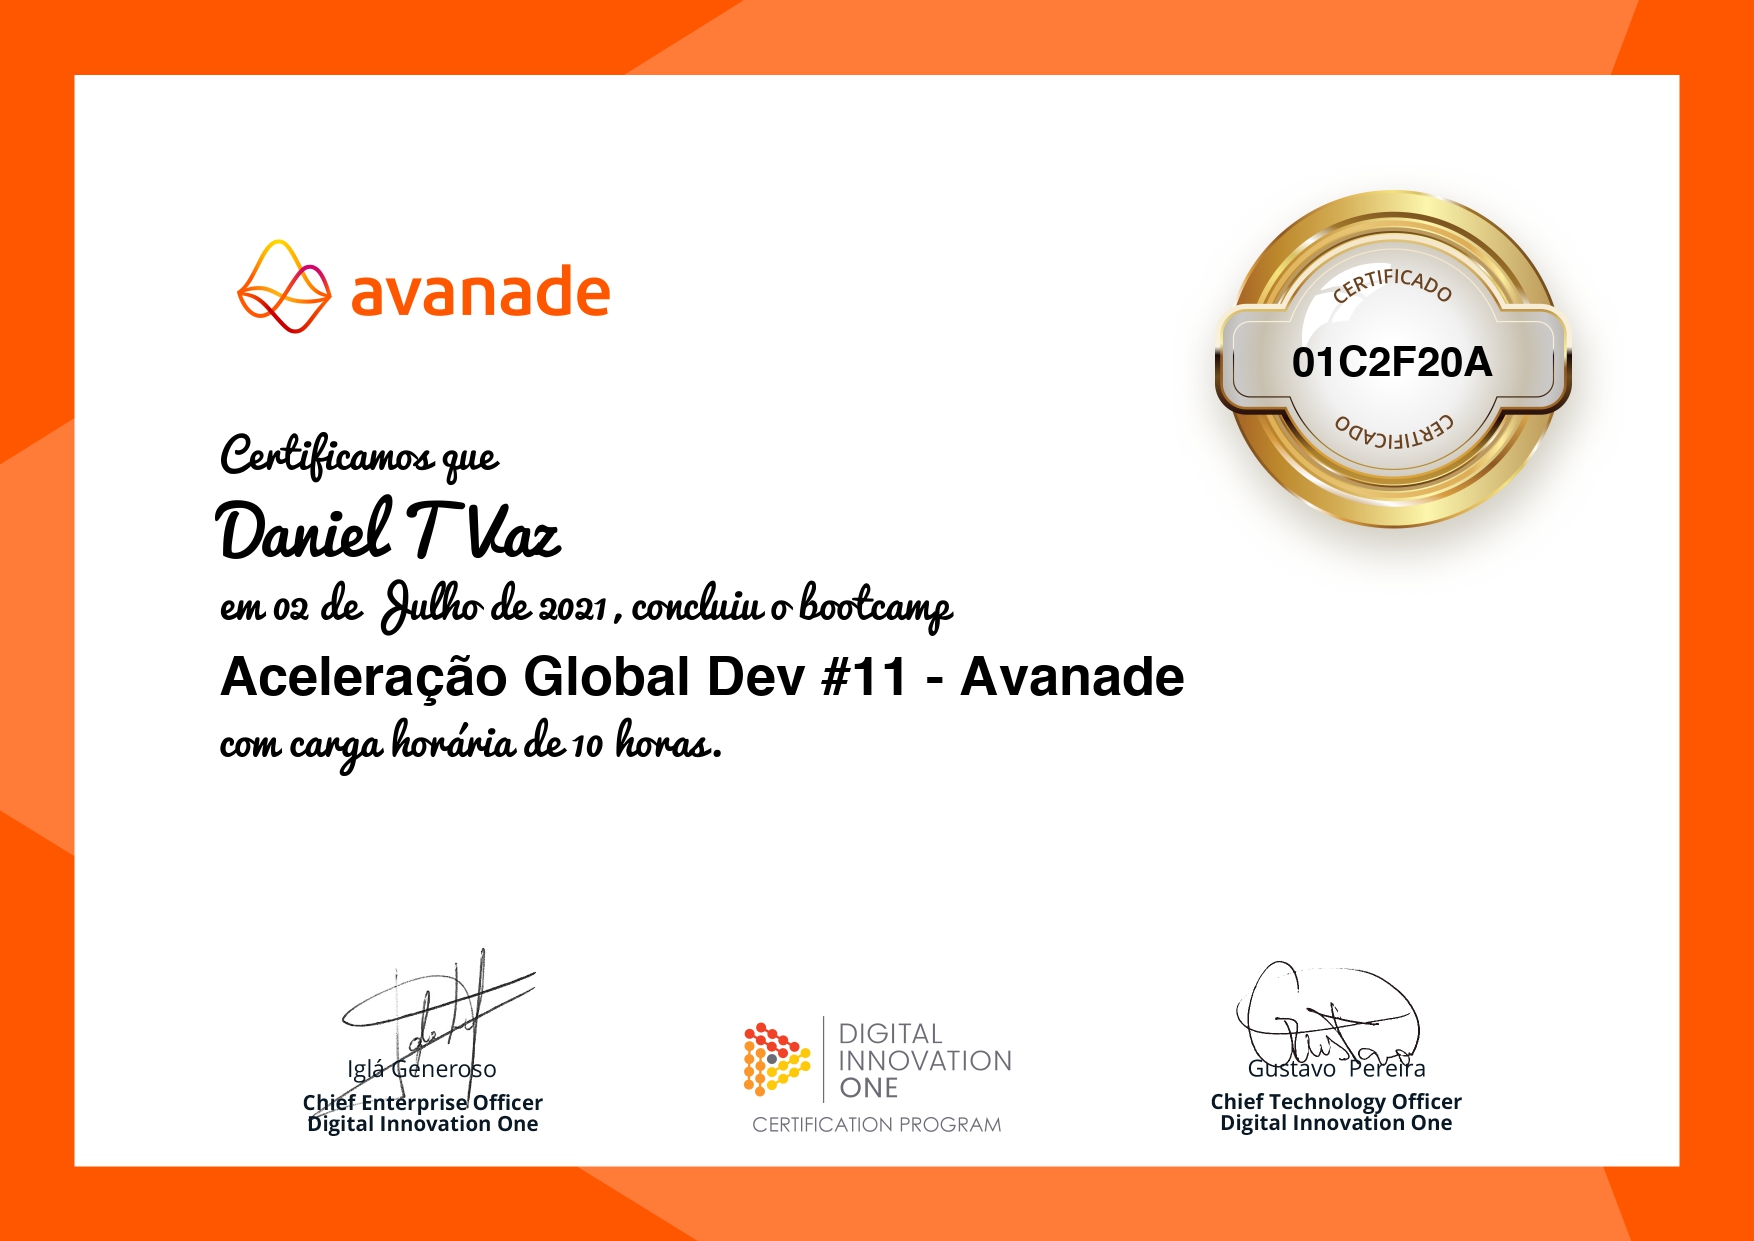 avanade
CERTIFICADO
01C2F20A
CERTIFICADO
Certificamos que
Daniel T Vaz
em 02 de Julho de 2021, concluiu o bootcamp
Aceleração Global Dev #11 - Avanade
com carga horária de 10 horas.
Iglá Generoso
Chief Enterprise Officer
Digital Innovation One
DIGITAL
INNOVATION
ONE
CERTIFICATION PROGRAM
Gustavo
Gustavo Pereira
Chief Technology Officer
Digital Innovation One